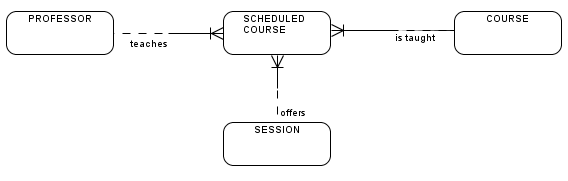 PROFESSOR
teaches
SCHEDULED
COURSE
is taught
COURSE
offers
SESSION